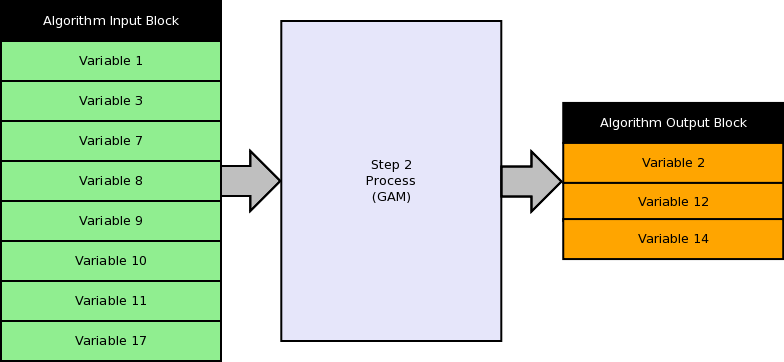 Algorithm Input Block
Variable 1
Variable 3
Variable 7
Variable 8
Variable 9
Variable 10
Variable 11
Variable 17
Step 2
Process
(GAM)
Algorithm Output Block
Variable 2
Variable 12
Variable 14